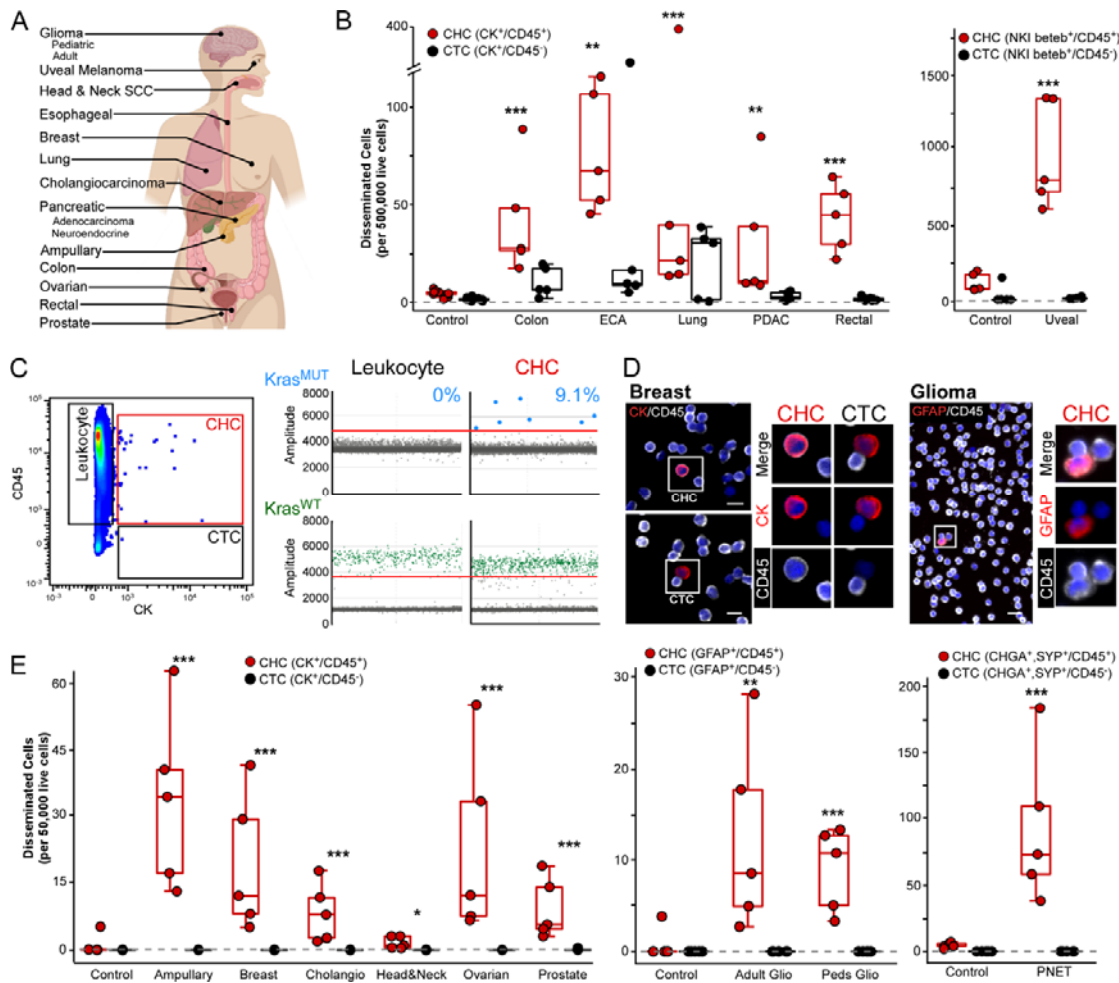 A
Glioma
Pediatric
Adult
Uveal Melanoma
Head & Neck SCC
Esophageal
Breast
Lung
Cholangiocarcinoma
Pancreatic
Adenocarcinoma
Neuroendocrine
Ampullary
Colon
Ovarian
Rectal
Prostate
B
CHC (CK⁺/CD45⁺)
CTC (CK⁺/CD45⁻)
Disseminated Cells
(per 500,000 live cells)
400
100
50
0
***
**
***
**
***
Control Colon ECA Lung PDAC Rectal
CHC (NKI beteb⁺/CD45⁺)
CTC (NKI beteb⁺/CD45⁻)
1500
1000
500
0
***
Control Uveal
C
CD45
Leukocyte
CHC
CTC
CK
Leukocyte CHC
Kras^MUT
0% 9.1%
Amplitude
8000
6000
4000
2000
0
Kras^WT
Amplitude
8000
6000
4000
2000
0
D
Breast
CK/CD45
CHC
CTC
CHC CTC
Merge
CK
CD45
Glioma
GFAP/CD45
CHC
Merge
GFAP
CD45
E
CHC (CK⁺/CD45⁺)
CTC (CK⁺/CD45⁻)
Disseminated Cells
(per 50,000 live cells)
60
45
30
15
0
***
***
***
*
***
***
Control Ampullary Breast Cholangio Head&Neck Ovarian Prostate
CHC (GFAP⁺/CD45⁺)
CTC (GFAP⁺/CD45⁻)
30
25
20
15
10
5
0
**
***
Control Adult Glio Peds Glio
CHC (CHGA⁺,SYP⁺/CD45⁺)
CTC (CHGA⁺,SYP⁺/CD45⁻)
200
150
100
75
50
25
0
***
Control PNET